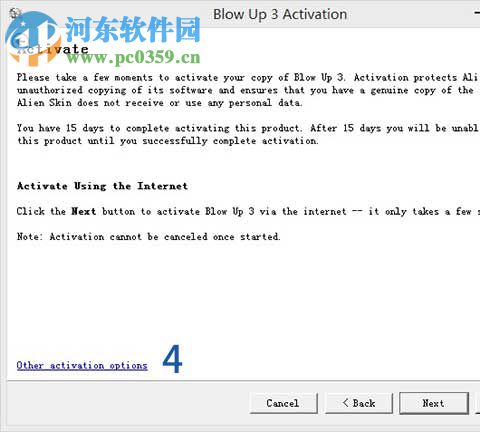 Blow Up 3 Activation
河东软件园
Activate
www.pc0359.cn
Please take a few moments to activate your copy of Blow Up 3. Activation protects Ali
unauthorized copying of its software and ensures that you have a genuine copy of the
Alien Skin does not receive or use any personal data.
You have 15 days to complete activating this product. After 15 days you will be unabl
this product until you successfully complete activation.
Activate Using the Internet
Click the Next button to activate Blow Up 3 via the internet -- it only takes a few s
Note: Activation cannot be canceled once started.
Other activation options 4
Cancel < Back Next